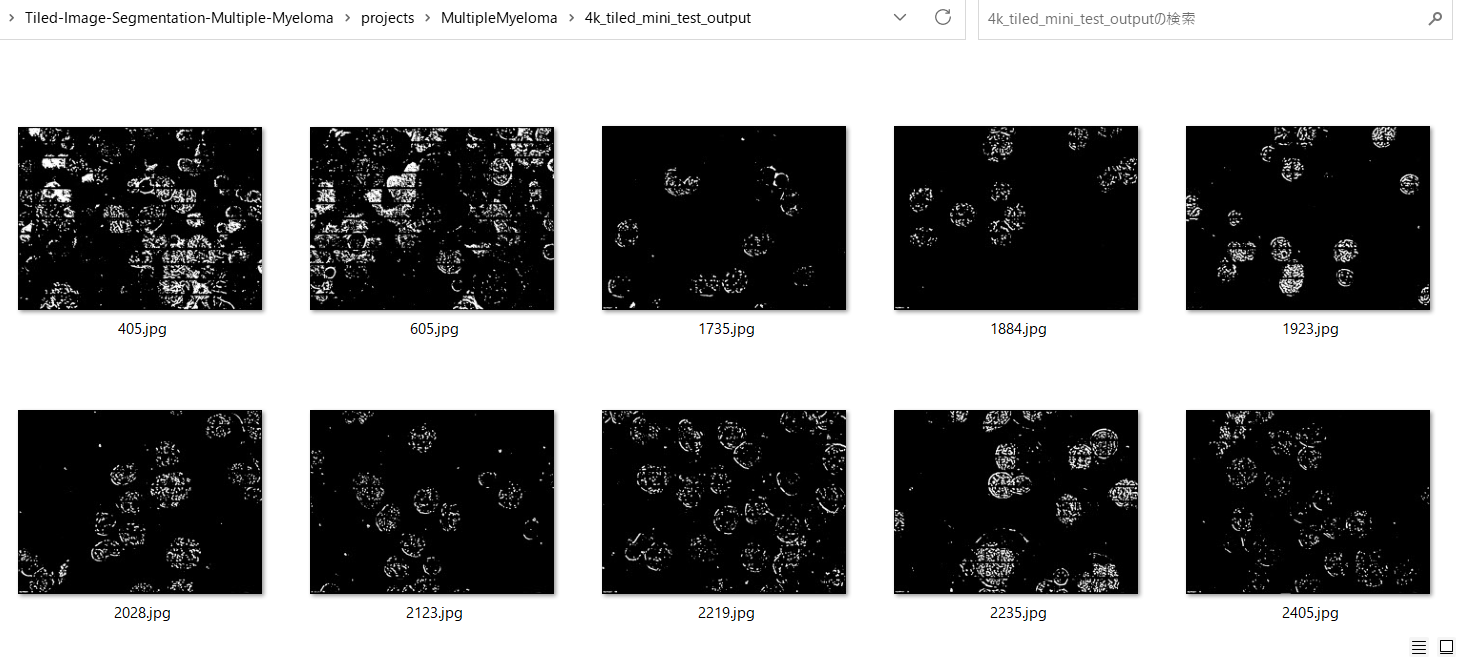 Tiled-Image-Segmentation-Multiple-Myeloma › projects › MultipleMyeloma › 4k_tiled_mini_test_output
4k_tiled_mini_test_outputの検索
405.jpg
605.jpg
1735.jpg
1884.jpg
1923.jpg
2028.jpg
2123.jpg
2219.jpg
2235.jpg
2405.jpg